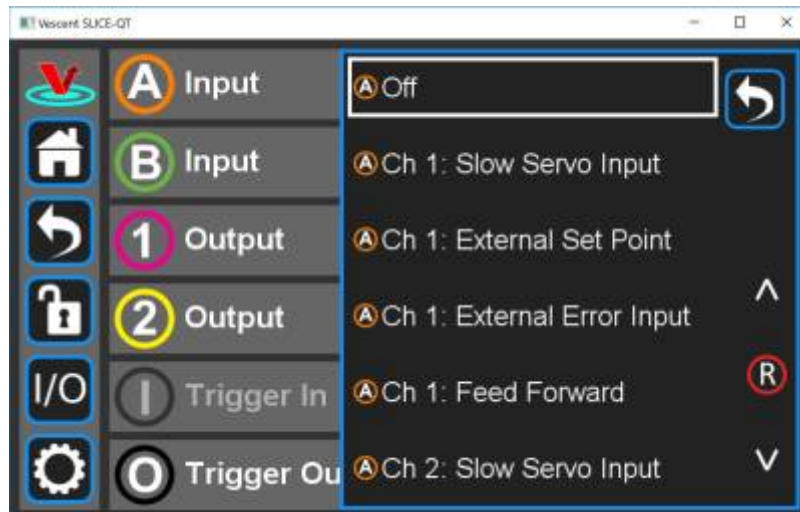 Vescent SLICE-QT
A Input
B Input
1 Output
2 Output
I/O
I Trigger In
O Trigger Ou
A Off
A Ch 1: Slow Servo Input
A Ch 1: External Set Point
A Ch 1: External Error Input
A Ch 1: Feed Forward
A Ch 2: Slow Servo Input
R